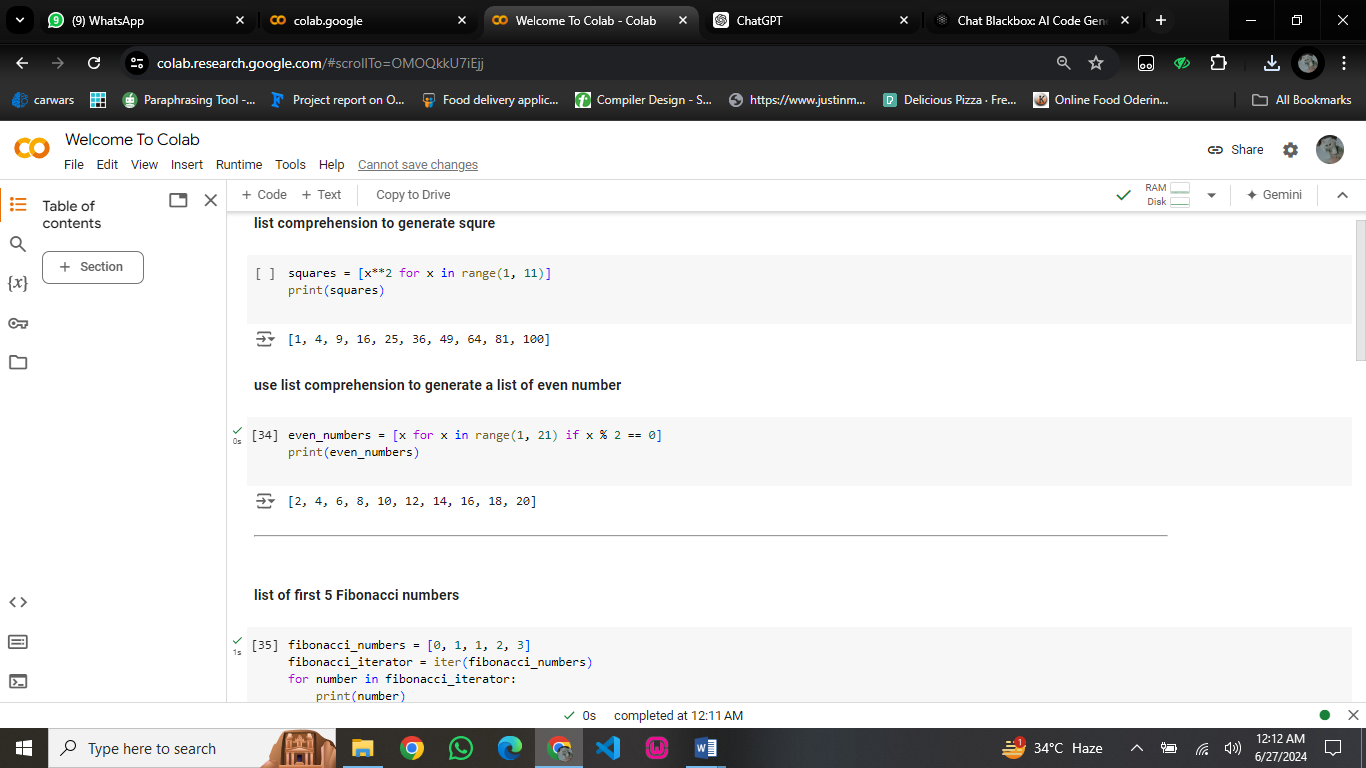 (9) WhatsApp
colab.google
Welcome To Colab - Colab
ChatGPT
Chat Blackbox: AI Code Gen
colab.research.google.com/#scrollTo=OMOQkkU7iEjj
carwars
Paraphrasing Tool -...
Project report on O...
Food delivery applic...
Compiler Design - S...
https://www.justinm...
Delicious Pizza · Fre...
Online Food Oderin...
All Bookmarks
Welcome To Colab
File Edit View Insert Runtime Tools Help Cannot save changes
Share
Table of
contents
+ Section
+ Code + Text Copy to Drive
RAM
Disk
Gemini
list comprehension to generate squre
[ ] squares = [x**2 for x in range(1, 11)]
print(squares)
[1, 4, 9, 16, 25, 36, 49, 64, 81, 100]
use list comprehension to generate a list of even number
0s
[34] even_numbers = [x for x in range(1, 21) if x % 2 == 0]
print(even_numbers)
[2, 4, 6, 8, 10, 12, 14, 16, 18, 20]
list of first 5 Fibonacci numbers
1s
[35] fibonacci_numbers = [0, 1, 1, 2, 3]
fibonacci_iterator = iter(fibonacci_numbers)
for number in fibonacci_iterator:
print(number)
0s completed at 12:11 AM
Type here to search
1
34°C Haze
12:12 AM
6/27/2024